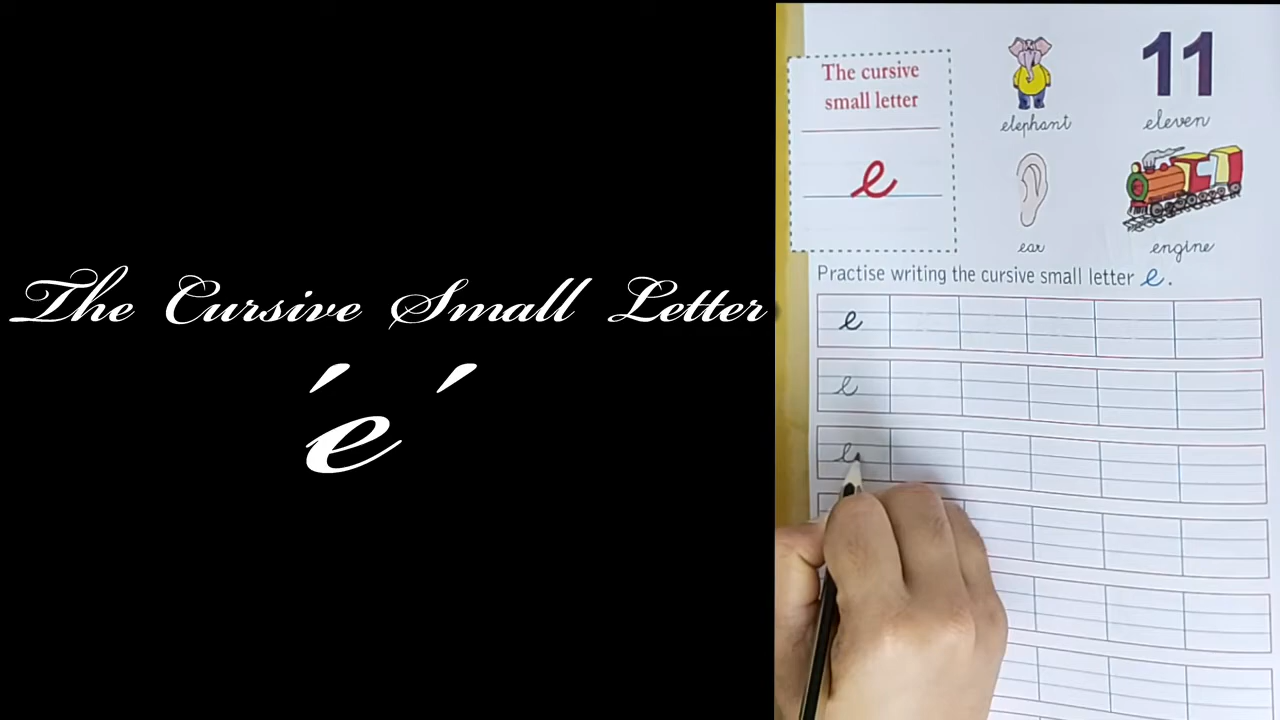 The Cursive Small Letter
'e'
The cursive
small letter
e
elephant
11
eleven
ear
engine
Practise writing the cursive small letter e.
e
e
e